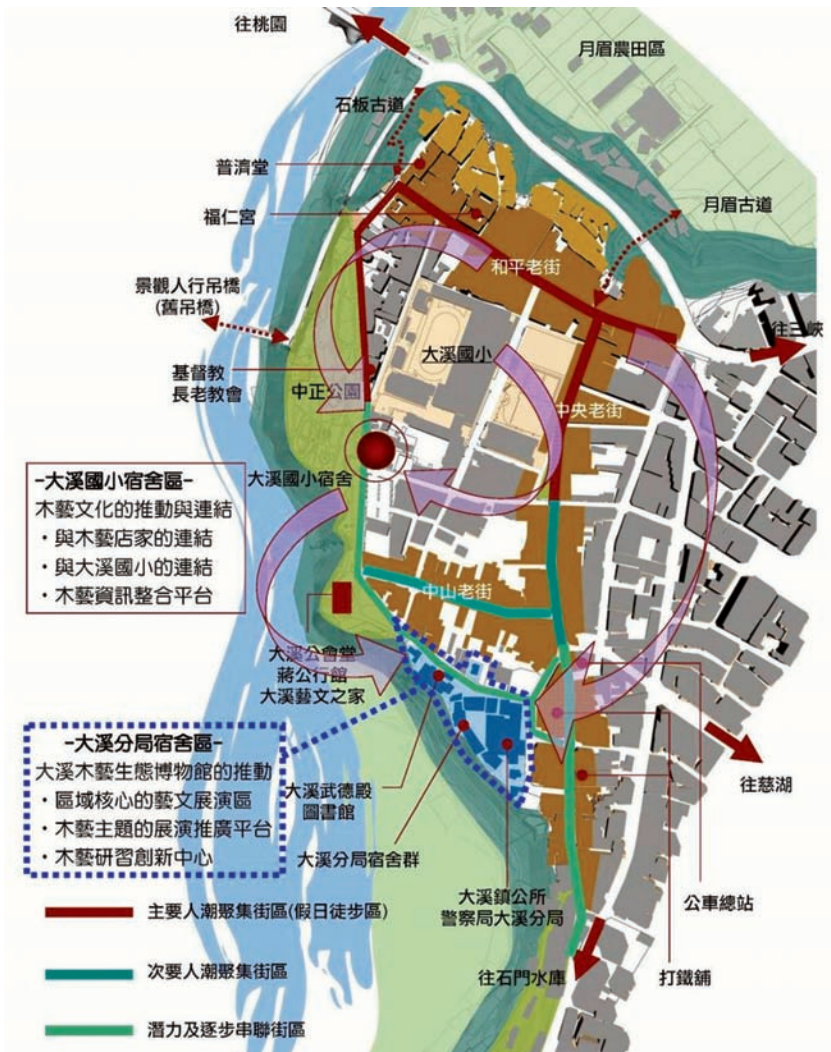 往桃園
月眉農田區
石板古道
普濟堂
福仁宮
月眉古道
和平老街
景觀人行吊橋
(舊吊橋)
往三峽
大溪國小
基督教
長老教會
中正公園
中央老街
大溪國小宿舍
-大溪國小宿舍區-
木藝文化的推動與連結
・與木藝店家的連結
・與大溪國小的連結
・木藝資訊整合平台
中山老街
大溪公會堂
蔣公行館
大溪藝文之家
-大溪分局宿舍區-
大溪木藝生態博物館的推動
・區域核心的藝文展演區
・木藝主題的展演推廣平台
・木藝研習創新中心
大溪武德殿
圖書館
往慈湖
大溪分局宿舍群
大溪鎮公所
警察局大溪分局
公車總站
主要人潮聚集街區(假日徒步區)
往石門水庫
打鐵舖
次要人潮聚集街區
潛力及逐步串聯街區